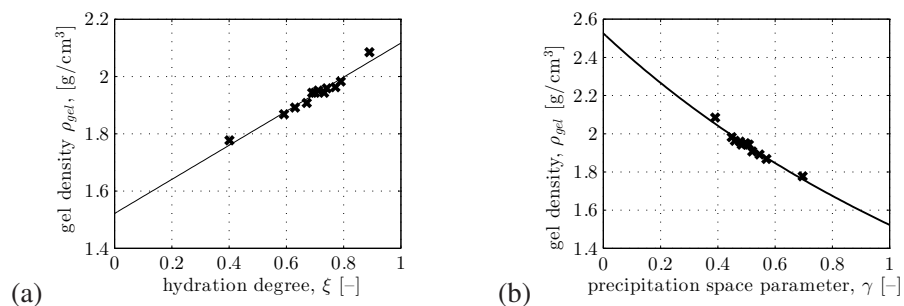 2.2
2
1.8
1.6
1.4
gel density ρgel, [g/cm³]
0 0.2 0.4 0.6 0.8 1
hydration degree, ξ [–]
(a)
2.6
2.4
2.2
2
1.8
1.6
1.4
gel density, ρgel [g/cm³]
0 0.2 0.4 0.6 0.8 1
precipitation space parameter, γ [–]
(b)